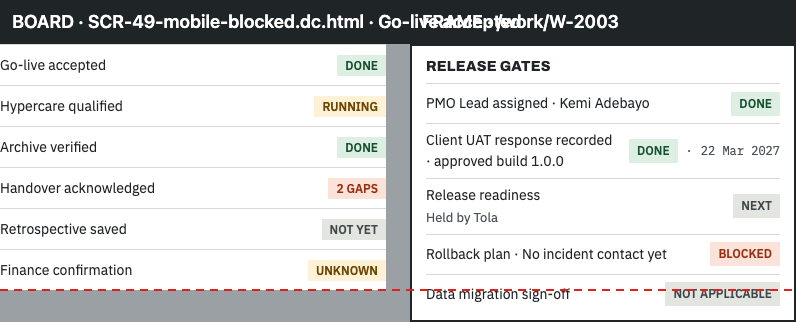 BOARD · SCR-49-mobile-blocked.dc.html · Go-live accepted
FRAME · /work/W-2003
Go-live accepted DONE
Hypercare qualified RUNNING
Archive verified DONE
Handover acknowledged 2 GAPS
Retrospective saved NOT YET
Finance confirmation UNKNOWN
RELEASE GATES
PMO Lead assigned · Kemi Adebayo DONE
Client UAT response recorded
· approved build 1.0.0 DONE · 22 Mar 2027
Release readiness
Held by Tola NEXT
Rollback plan · No incident contact yet BLOCKED
Data migration sign-off NOT APPLICABLE